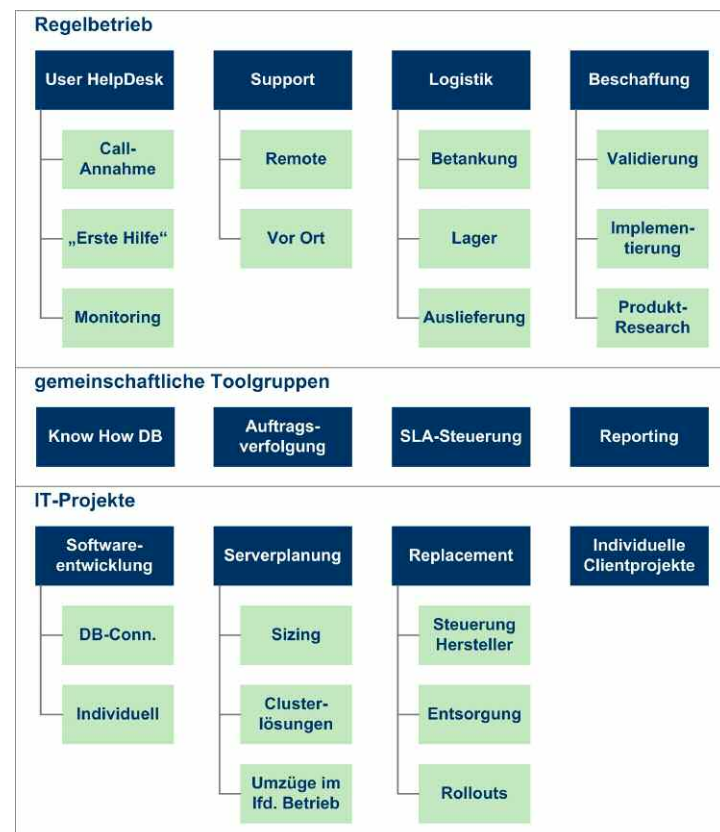 Regelbetrieb
User HelpDesk
Support
Logistik
Beschaffung
Call-
Annahme
Remote
Betankung
Validierung
„Erste Hilfe“
Vor Ort
Lager
Implemen-
tierung
Monitoring
Auslieferung
Produkt-
Research
gemeinschaftliche Toolgruppen
Know How DB
Auftrags-
verfolgung
SLA-Steuerung
Reporting
IT-Projekte
Software-
entwicklung
Serverplanung
Replacement
Individuelle
Clientprojekte
DB-Conn.
Sizing
Steuerung
Hersteller
Individuell
Cluster-
lösungen
Entsorgung
Umzüge im
lfd. Betrieb
Rollouts